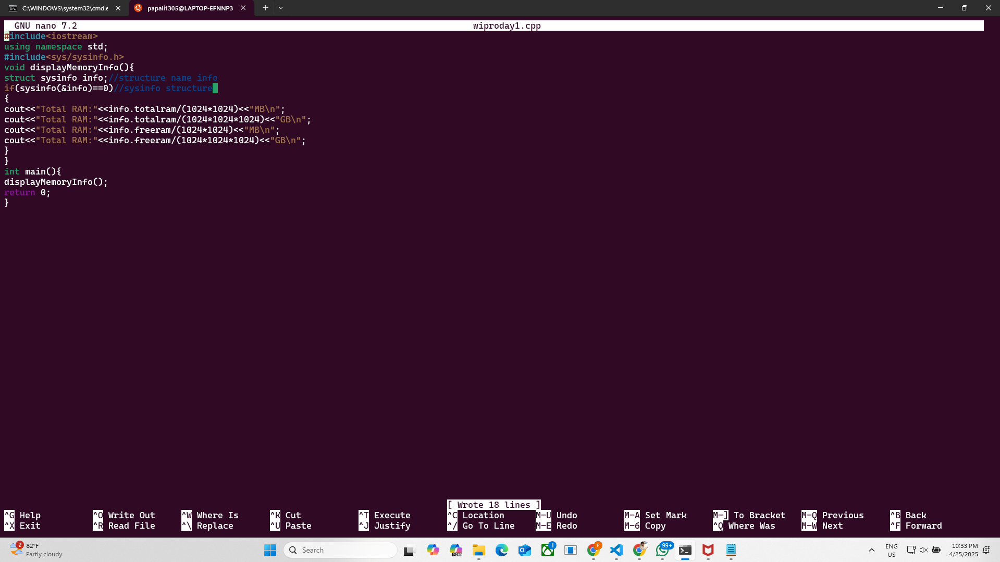 C:\WINDOWS\system32\cmd.e
papali1305@LAPTOP-EFNNP3
GNU nano 7.2 wiproday1.cpp
#include<iostream>
using namespace std;
#include<sys/sysinfo.h>
void displayMemoryInfo(){
struct sysinfo info;//structure name info
if(sysinfo(&info)==0)//sysinfo structure
{
cout<<"Total RAM:"<<info.totalram/(1024*1024)<<"MB\n";
cout<<"Total RAM:"<<info.totalram/(1024*1024*1024)<<"GB\n";
cout<<"Total RAM:"<<info.freeram/(1024*1024)<<"MB\n";
cout<<"Total RAM:"<<info.freeram/(1024*1024*1024)<<"GB\n";
}
}
int main(){
displayMemoryInfo();
return 0;
}
[ Wrote 18 lines ]
^G Help ^O Write Out ^W Where Is ^K Cut ^T Execute ^C Location M-U Undo M-A Set Mark M-] To Bracket M-Q Previous ^B Back
^X Exit ^R Read File ^\ Replace ^U Paste ^J Justify ^/ Go To Line M-E Redo M-6 Copy ^Q Where Was M-W Next ^F Forward
2
82°F
Partly cloudy
Search
M365
1
P
99+
ENG
US
10:33 PM
4/25/2025